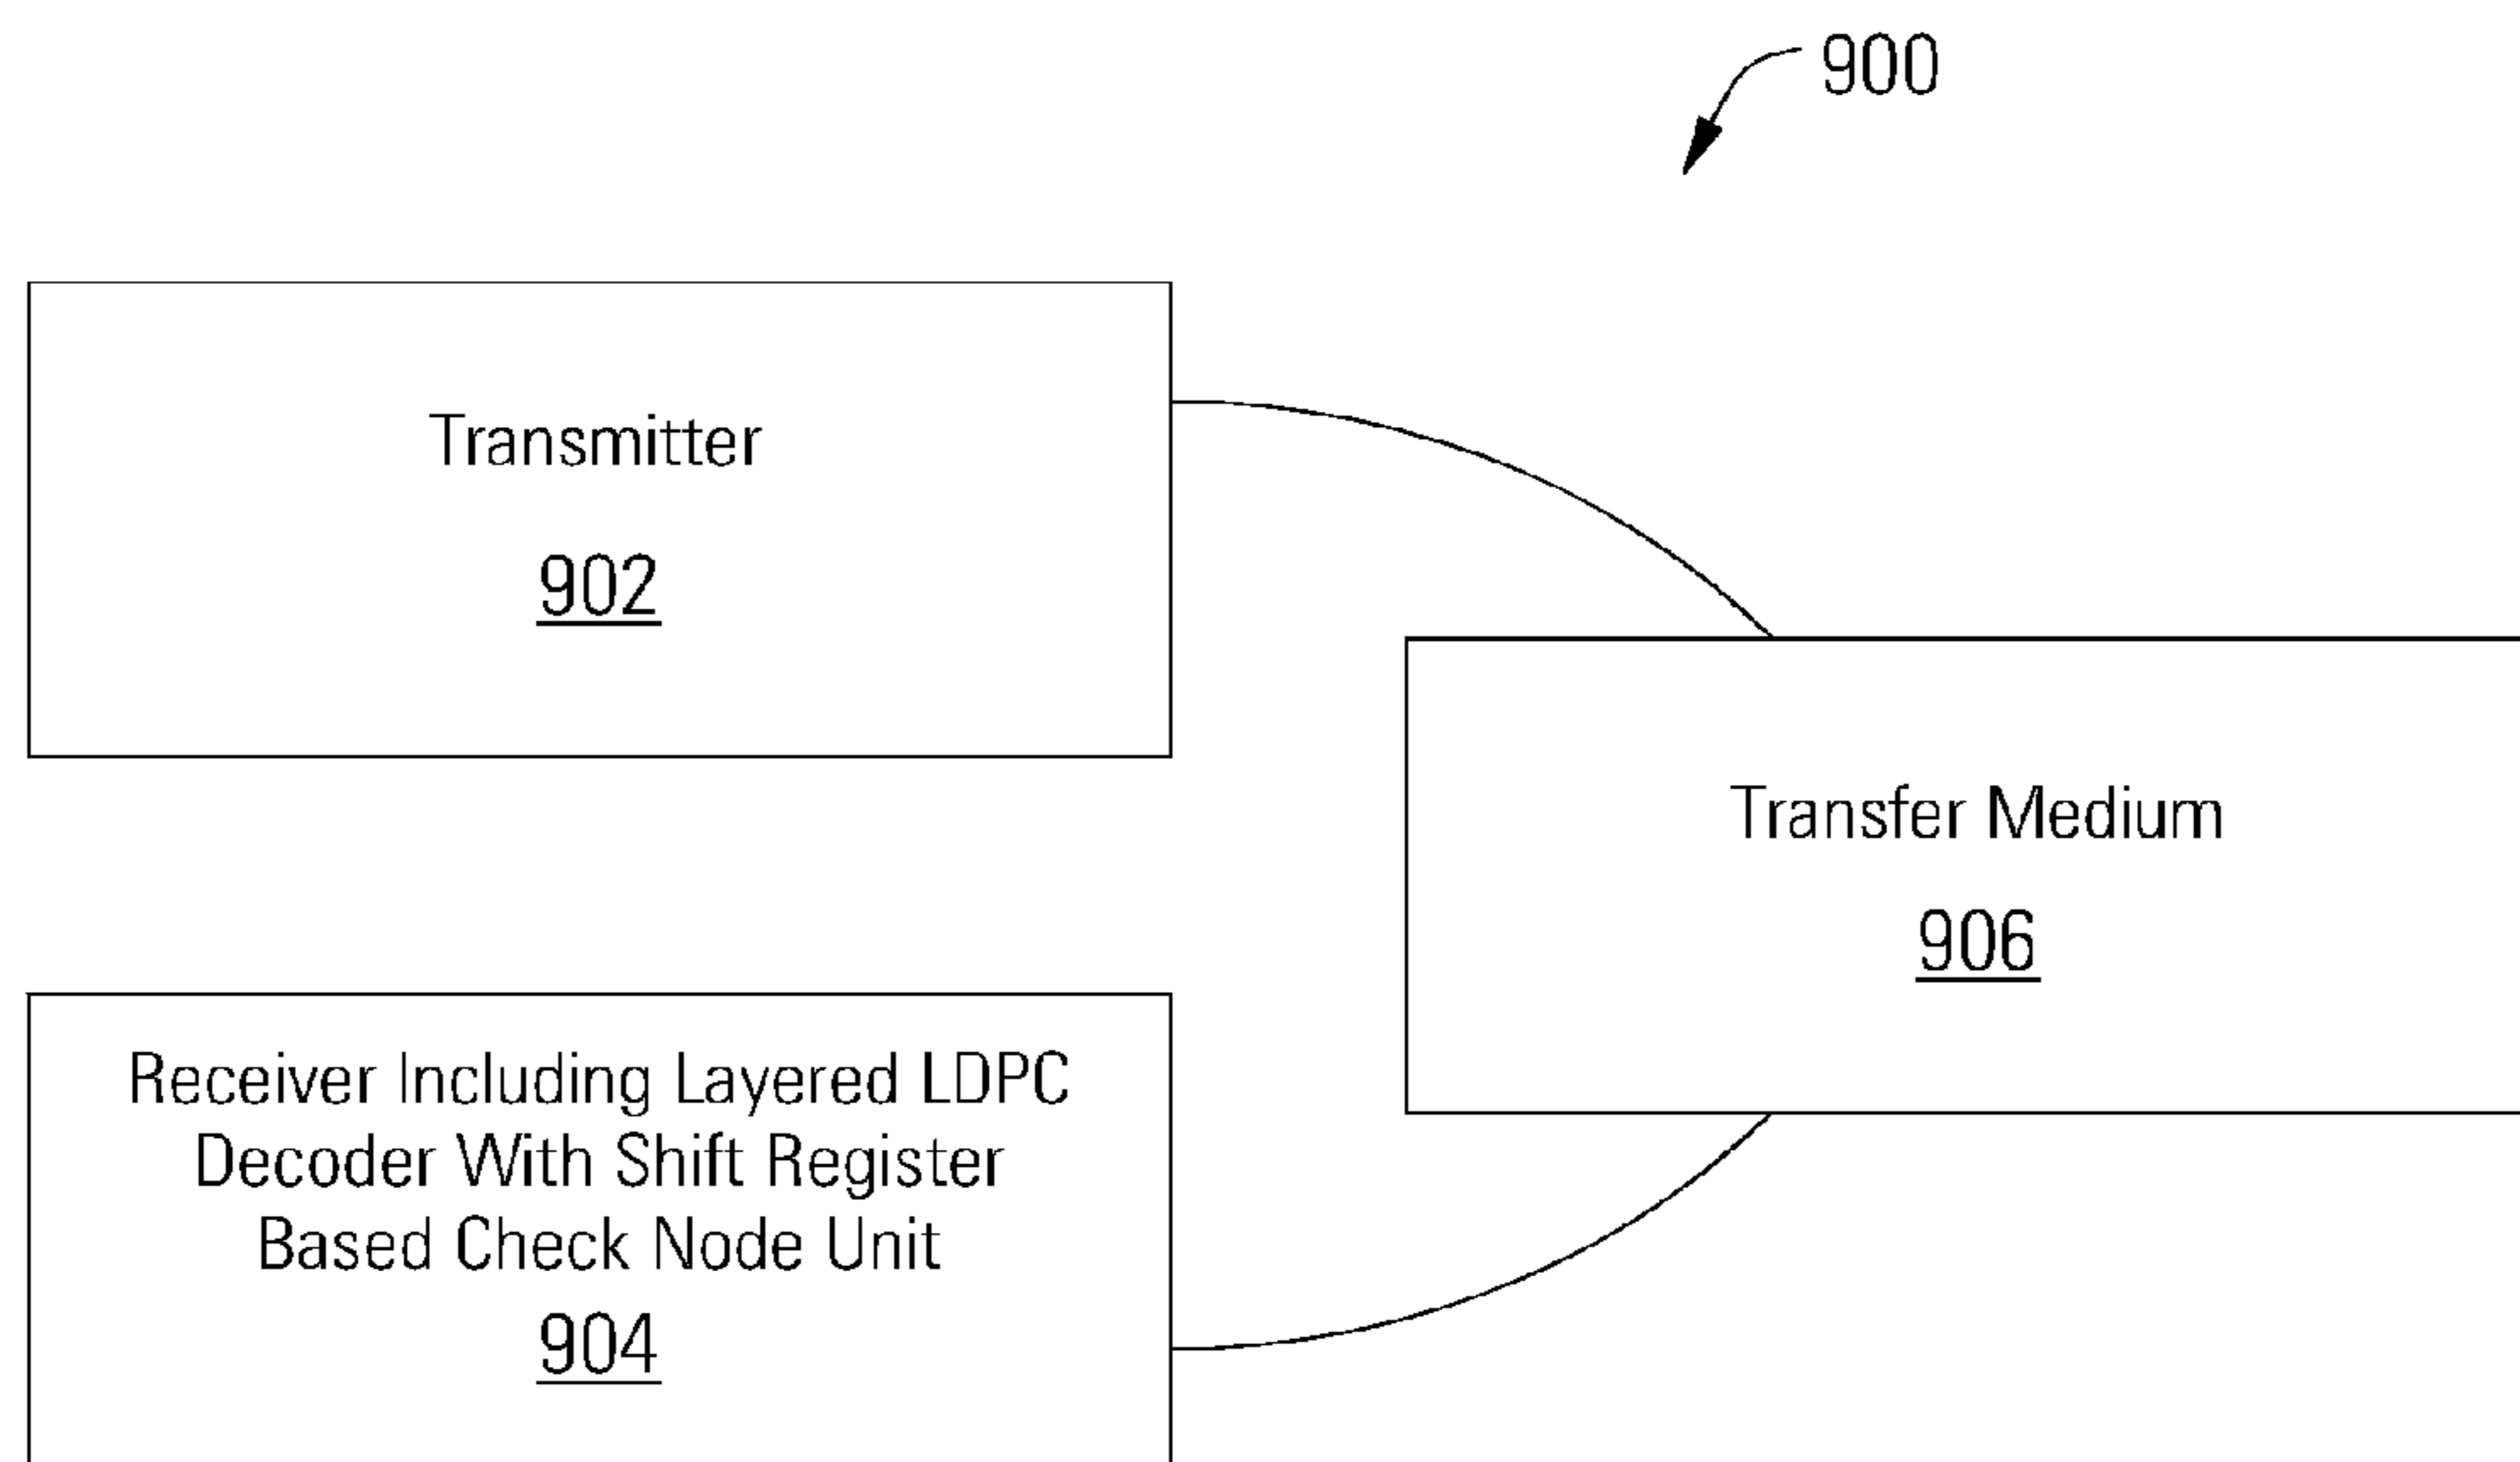 900
Transmitter
902
Transfer Medium
906
Receiver Including Layered LDPC
Decoder With Shift Register
Based Check Node Unit
904